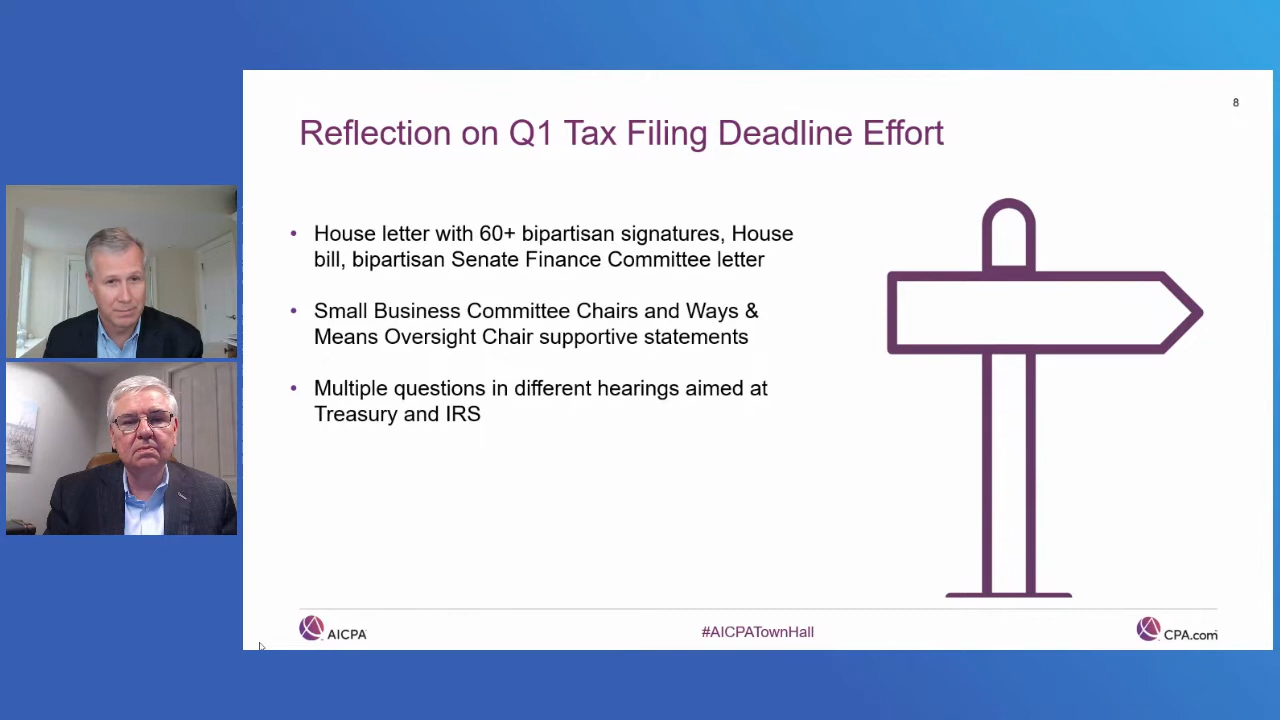 8
Reflection on Q1 Tax Filing Deadline Effort
• House letter with 60+ bipartisan signatures, House
bill, bipartisan Senate Finance Committee letter
• Small Business Committee Chairs and Ways &
Means Oversight Chair supportive statements
• Multiple questions in different hearings aimed at
Treasury and IRS
AICPA
#AICPATownHall
CPA.com